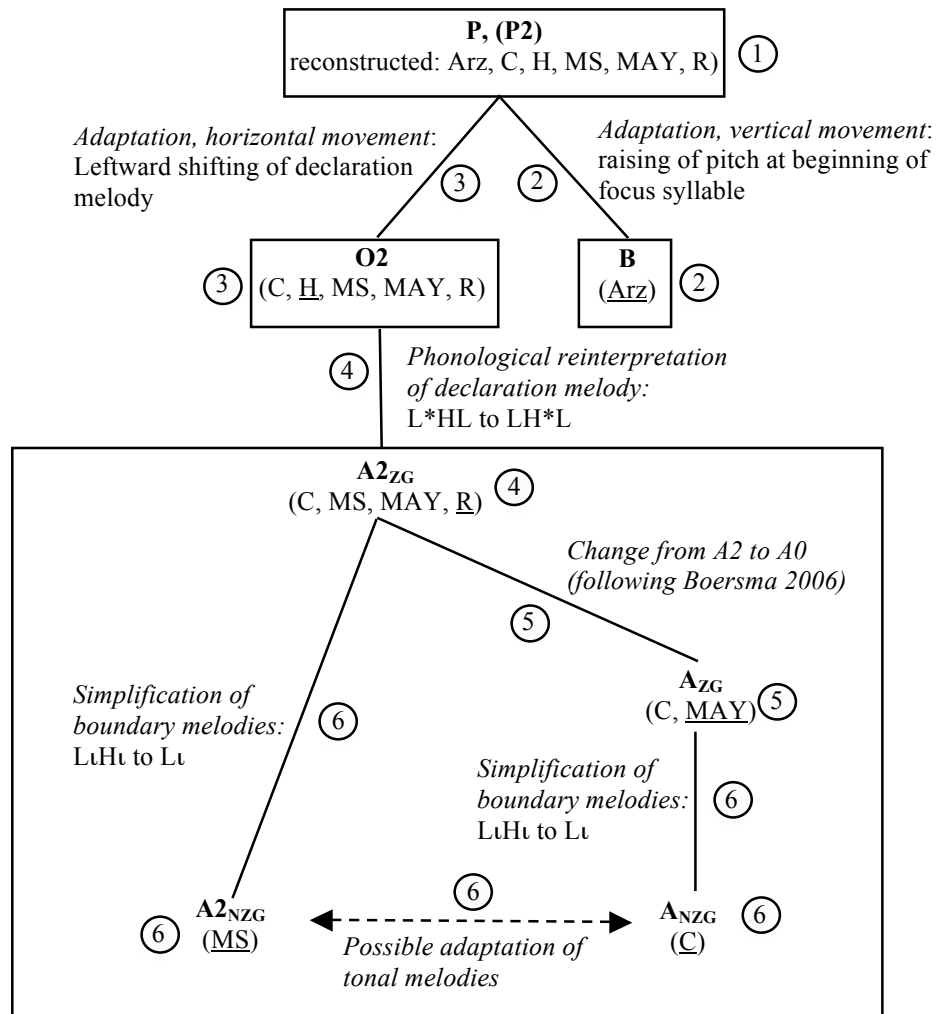 P, (P2)
reconstructed: Arz, C, H, MS, MAY, R)
1
Adaptation, horizontal movement:
Leftward shifting of declaration
melody
Adaptation, vertical movement:
raising of pitch at beginning of
focus syllable
3
2
O2
(C, H, MS, MAY, R)
3
B
(Arz)
2
4
Phonological reinterpretation
of declaration melody:
L*HL to LH*L
A2ZG
(C, MS, MAY, R)
4
Change from A2 to A0
(following Boersma 2006)
5
Simplification of
boundary melodies:
LιHι to Lι
6
AZG
(C, MAY)
5
Simplification of
boundary melodies:
LιHι to Lι
6
A2NZG
(MS)
6
6
Possible adaptation of
tonal melodies
ANZG
(C)
6